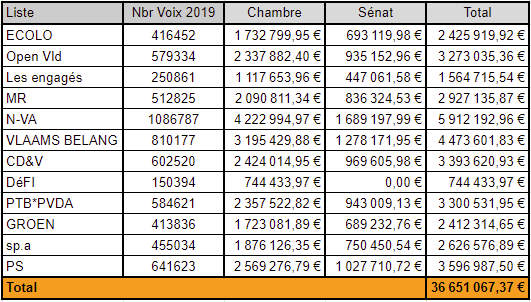 Liste Nbr Voix 2019 Chambre Sénat Total
ECOLO 416452 1 732 799,95 € 693 119,98 € 2 425 919,92 €
Open Vld 579334 2 337 882,40 € 935 152,96 € 3 273 035,36 €
Les engagés 250861 1 117 653,96 € 447 061,58 € 1 564 715,54 €
MR 512825 2 090 811,34 € 836 324,53 € 2 927 135,87 €
N-VA 1086787 4 222 994,97 € 1 689 197,99 € 5 912 192,96 €
VLAAMS BELANG 810177 3 195 429,88 € 1 278 171,95 € 4 473 601,83 €
CD&V 602520 2 424 014,95 € 969 605,98 € 3 393 620,93 €
DéFI 150394 744 433,97 € 0,00 € 744 433,97 €
PTB*PVDA 584621 2 357 522,82 € 943 009,13 € 3 300 531,95 €
GROEN 413836 1 723 081,89 € 689 232,76 € 2 412 314,65 €
sp.a 455034 1 876 126,35 € 750 450,54 € 2 626 576,89 €
PS 641623 2 569 276,79 € 1 027 710,72 € 3 596 987,50 €
Total 36 651 067,37 €